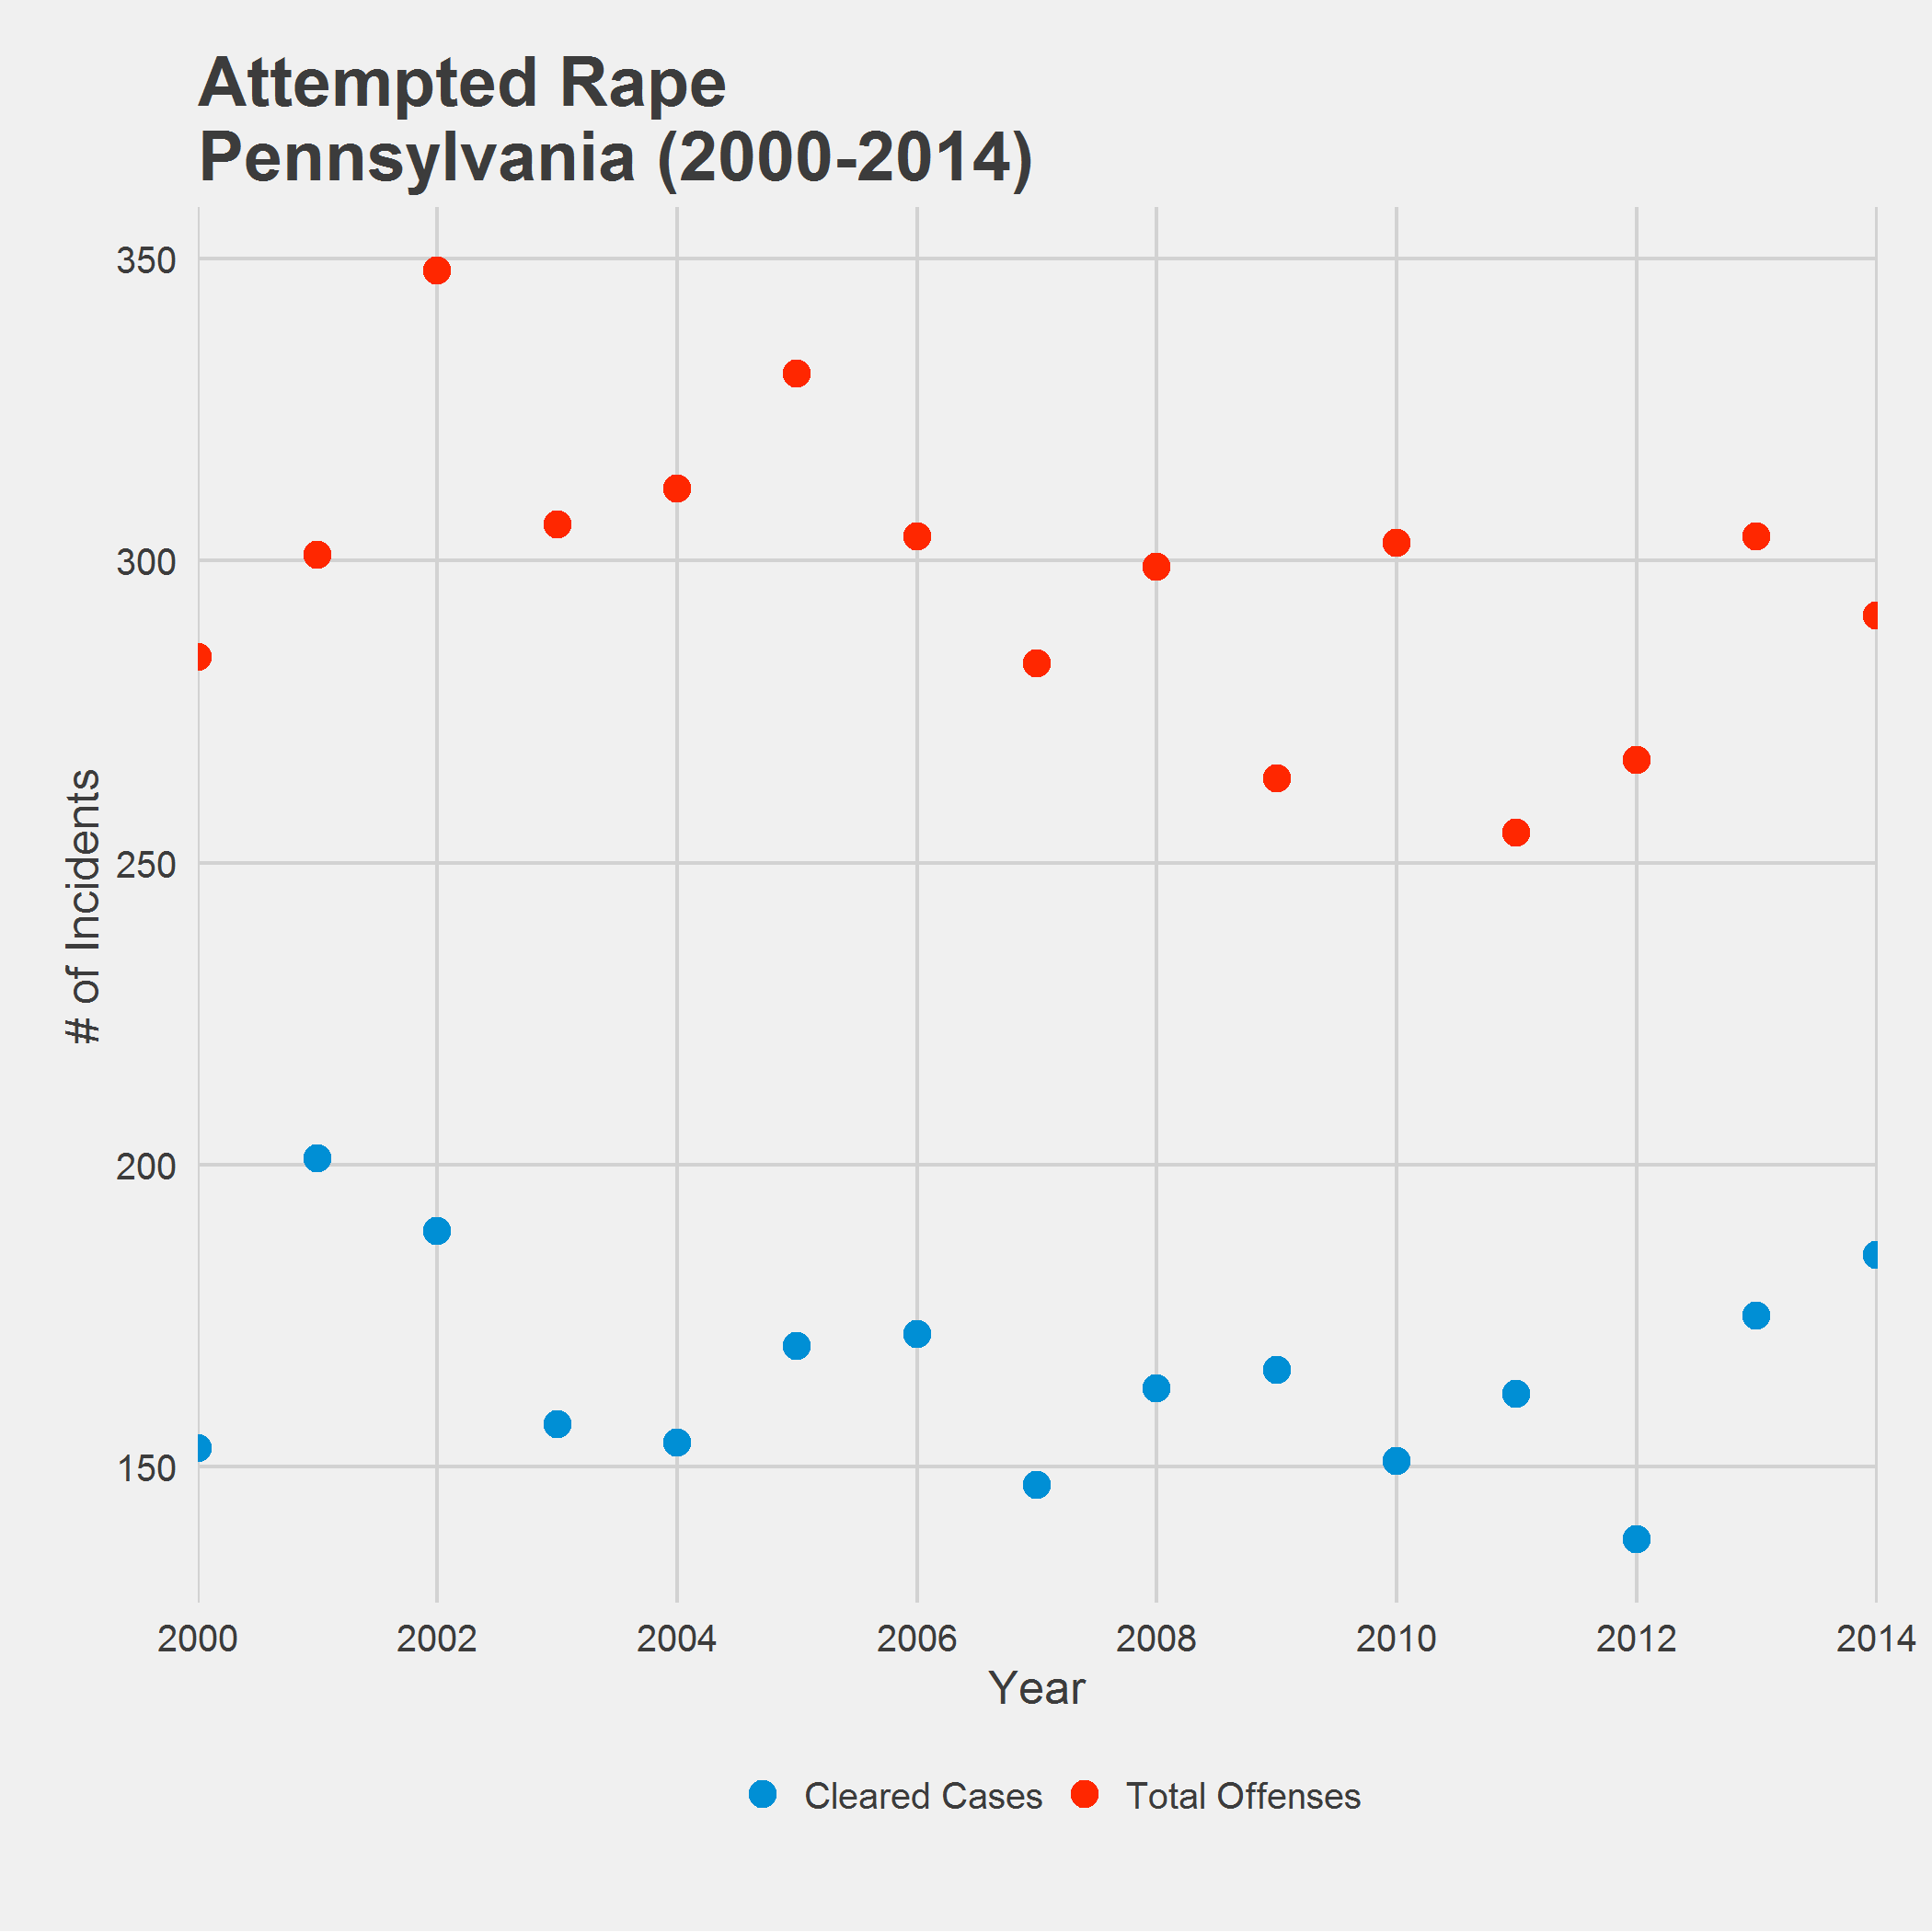 Attempted Rape
Pennsylvania (2000-2014)
350
300
250
200
150
# of Incidents
2000 2002 2004 2006 2008 2010 2012 2014
Year
Cleared Cases Total Offenses